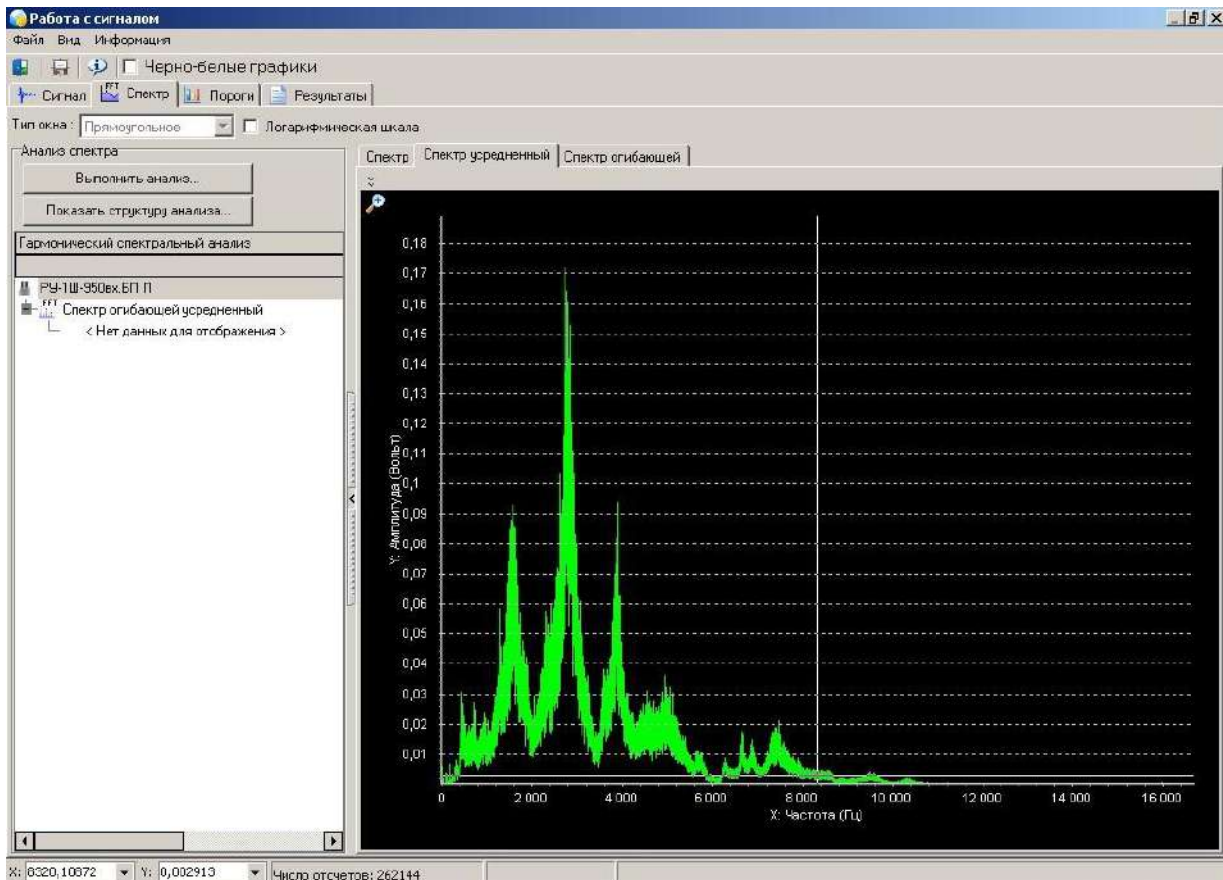 Работа с сигналом
Файл Вид Информация
Черно-белые графики
Сигнал FFT Спектр Пороги Результаты
Тип окна : Прямоугольное Логарифмическая шкала
Анализ спектра
Выполнить анализ...
Показать структуру анализа...
Гармонический спектральный анализ
РУ-1Ш-950вх.БП П
FFT Спектр огибающей усредненный
< Нет данных для отображения >
Спектр Спектр усредненный Спектр огибающей
Y: Амплитуда (Вольт)
0,18
0,17
0,16
0,15
0,14
0,13
0,12
0,11
0,1
0,09
0,08
0,07
0,06
0,05
0,04
0,03
0,02
0,01
0 2 000 4 000 6 000 8 000 10 000 12 000 14 000 16 000
X: Частота (Гц)
X: 8320,10872 Y: 0,002913 Число отсчетов: 262144